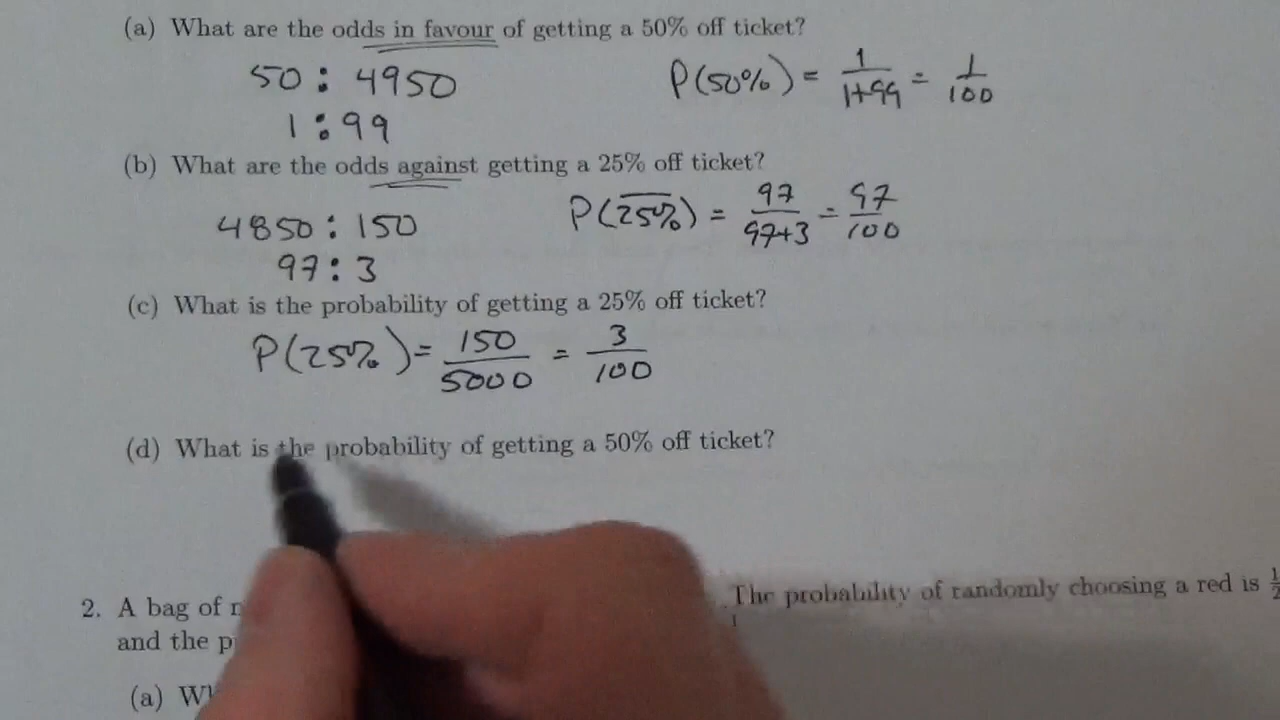 (a) What are the odds in favour of getting a 50% off ticket?
50 : 4950
P(50%) = 1/(1+99) = 1/100
1 : 99
(b) What are the odds against getting a 25% off ticket?
4850 : 150
P(25%) = 97/(97+3) = 97/100
97 : 3
(c) What is the probability of getting a 25% off ticket?
P(25%) = 150/5000 = 3/100
(d) What is the probability of getting a 50% off ticket?
2. A bag of The probability of randomly choosing a red is 1/2
and the
(a)